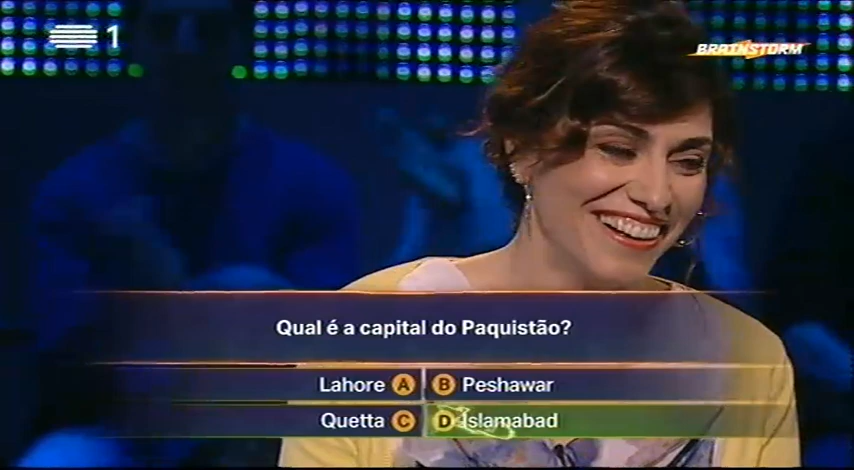 1
BRAINSTORM
Qual é a capital do Paquistão?
Lahore A
B Peshawar
Quetta C
D Islamabad